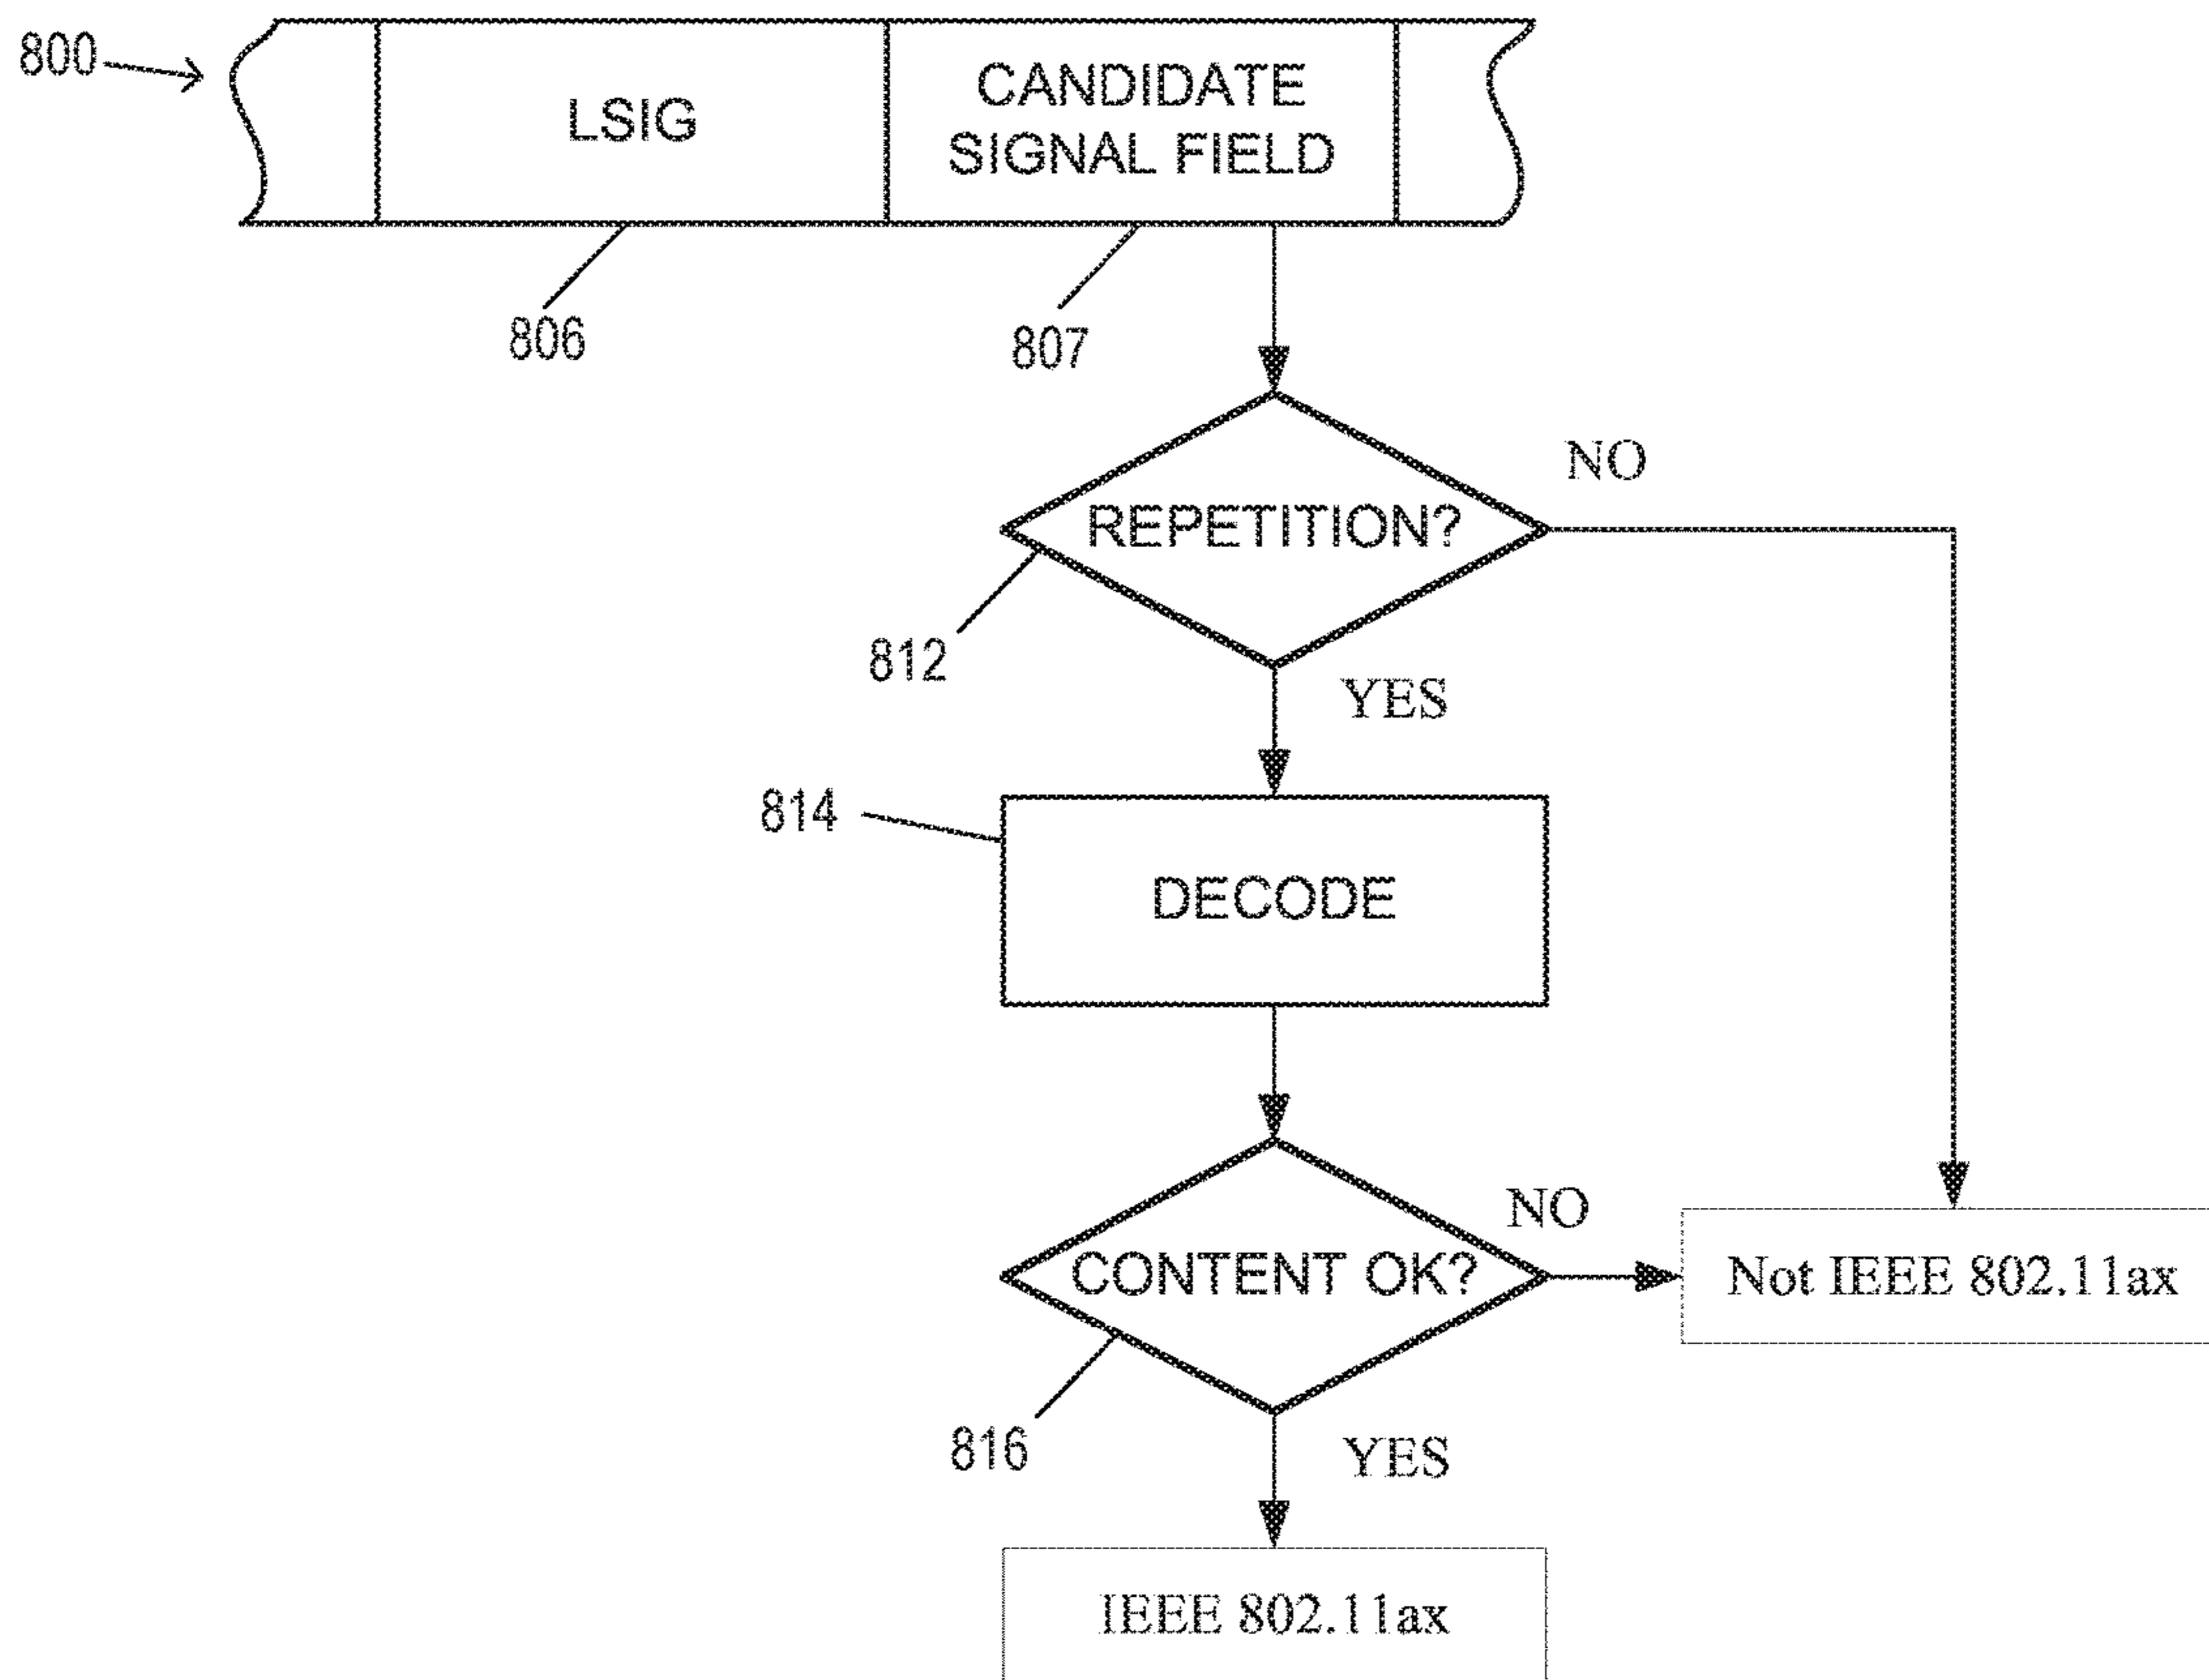 800
LSIG
CANDIDATE
SIGNAL FIELD
806
807
REPETITION?
NO
812
YES
814
DECODE
CONTENT OK?
NO
Not IEEE 802.11ax
816
YES
IEEE 802.11ax